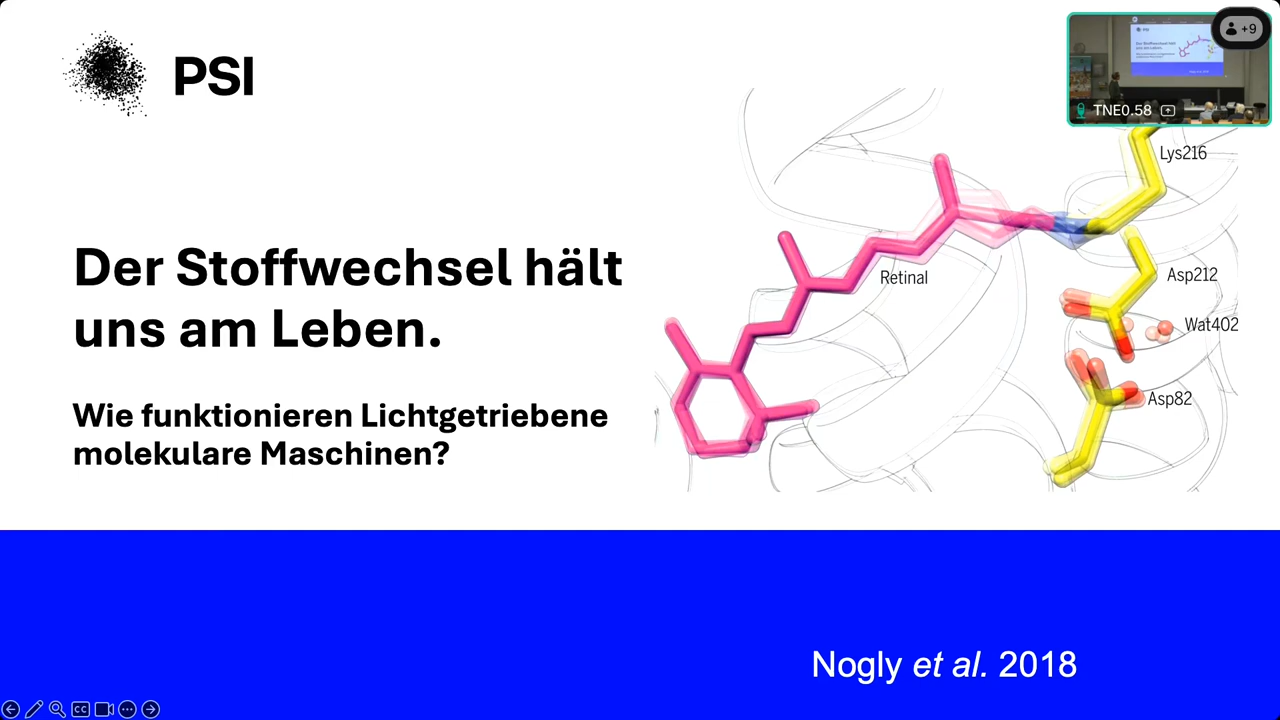 PSI
+9
TNE0.58
Der Stoffwechsel hält
uns am Leben.
Wie funktionieren Lichtgetriebene
molekulare Maschinen?
Lys216
Retinal
Asp212
Wat402
Asp82
Nogly et al. 2018
CC